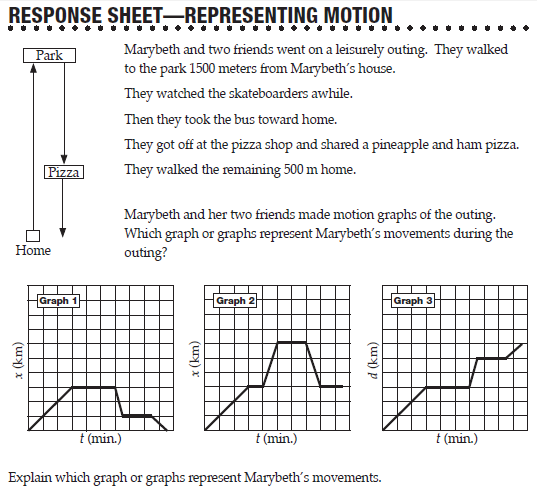 RESPONSE SHEET—REPRESENTING MOTION
Park
Pizza
Home
Marybeth and two friends went on a leisurely outing. They walked
to the park 1500 meters from Marybeth's house.
They watched the skateboarders awhile.
Then they took the bus toward home.
They got off at the pizza shop and shared a pineapple and ham pizza.
They walked the remaining 500 m home.
Marybeth and her two friends made motion graphs of the outing.
Which graph or graphs represent Marybeth's movements during the
outing?
Graph 1
x (km)
t (min.)
Graph 2
x (km)
t (min.)
Graph 3
d (km)
t (min.)
Explain which graph or graphs represent Marybeth's movements.